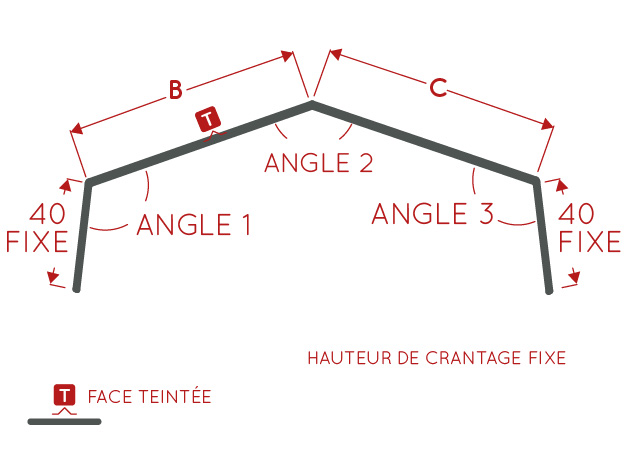 B
C
T
ANGLE 2
40
FIXE
ANGLE 1
ANGLE 3
40
FIXE
HAUTEUR DE CRANTAGE FIXE
T FACE TEINTÉE